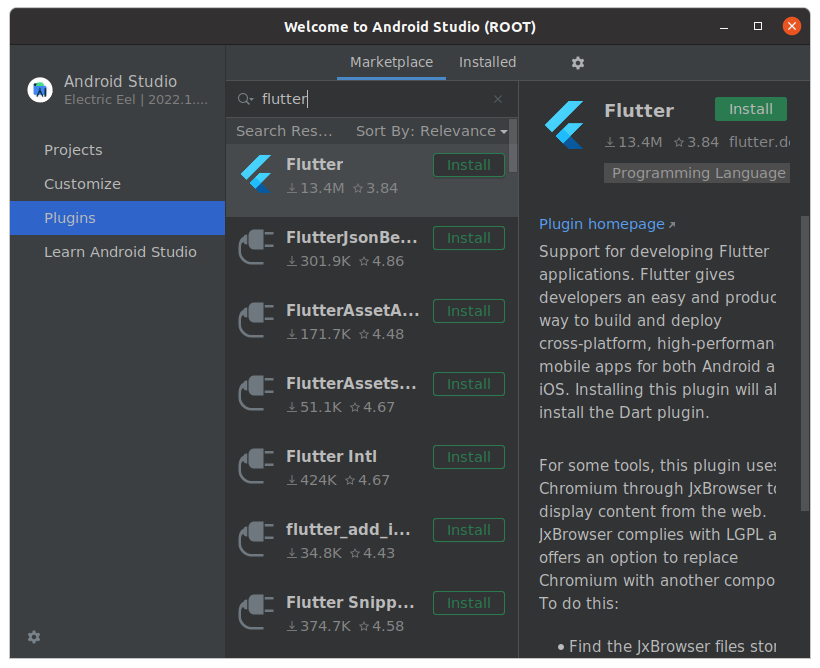 Welcome to Android Studio (ROOT)
Android Studio
Electric Eel | 2022.1....
Projects
Customize
Plugins
Learn Android Studio
Marketplace Installed
flutter
Search Res... Sort By: Relevance
Flutter Install
13.4M 3.84
FlutterJsonBe... Install
301.9K 4.86
FlutterAssetA... Install
171.7K 4.48
FlutterAssets... Install
51.1K 4.67
Flutter Intl Install
424K 4.67
flutter_add_i... Install
34.8K 4.43
Flutter Snipp... Install
374.7K 4.58
Flutter Install
13.4M 3.84 flutter.de
Programming Language
Plugin homepage
Support for developing Flutter
applications. Flutter gives
developers an easy and produc
way to build and deploy
cross-platform, high-performan
mobile apps for both Android a
iOS. Installing this plugin will al
install the Dart plugin.
For some tools, this plugin uses
Chromium through JxBrowser to
display content from the web.
JxBrowser complies with LGPL a
offers an option to replace
Chromium with another compo
To do this:
• Find the JxBrowser files stor